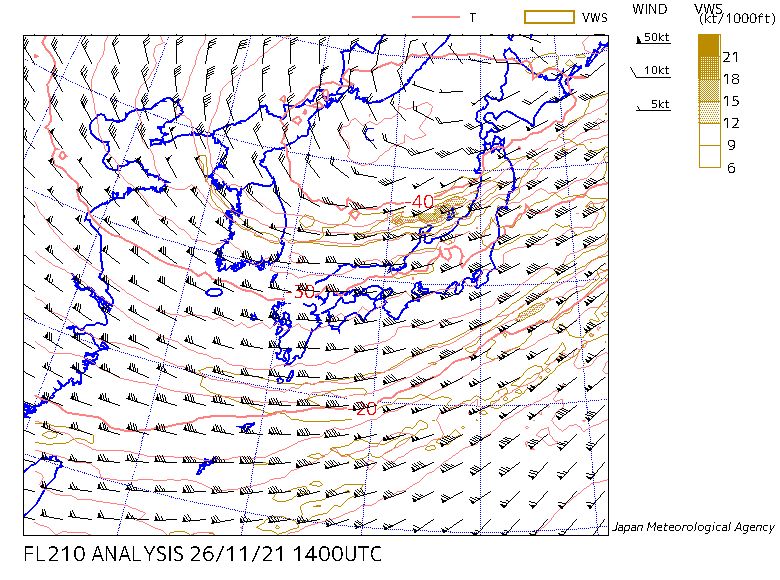 T
VWS
WIND
50kt
10kt
5kt
VWS
(kt/1000ft)
21
18
15
12
9
6
C
40
30
20
Japan Meteorological Agency
FL210 ANALYSIS 26/11/21 1400UTC